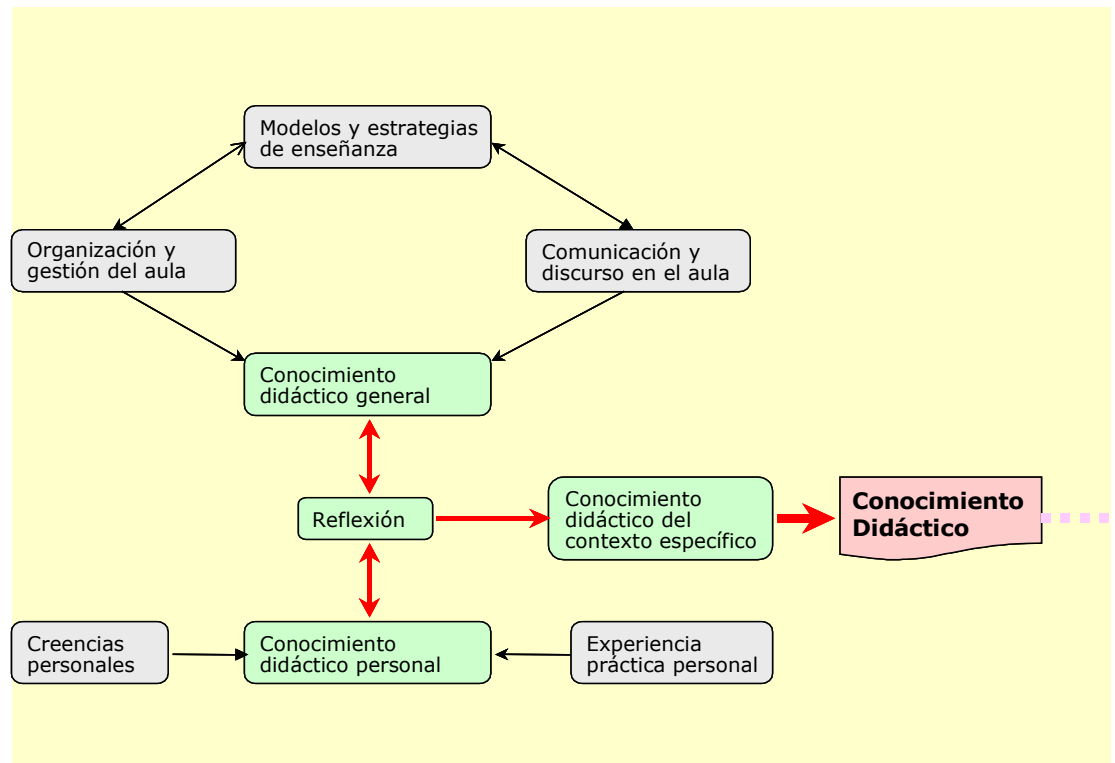 Modelos y estrategias
de enseñanza
Organización y
gestión del aula
Comunicación y
discurso en el aula
Conocimiento
didáctico general
Reflexión
Conocimiento
didáctico del
contexto específico
Conocimiento
Didáctico
Creencias
personales
Conocimiento
didáctico personal
Experiencia
práctica personal